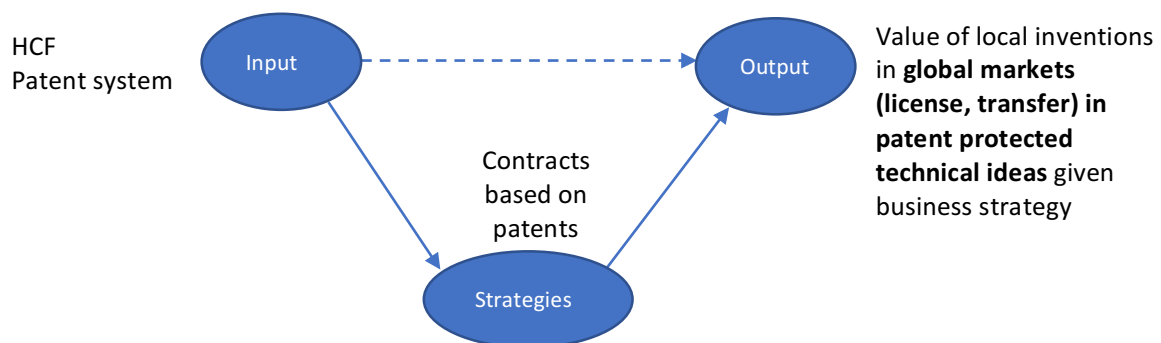 HCF
Patent system
Input
Output
Value of local inventions
in global markets
(license, transfer) in
patent protected
technical ideas given
business strategy
Contracts
based on
patents
Strategies